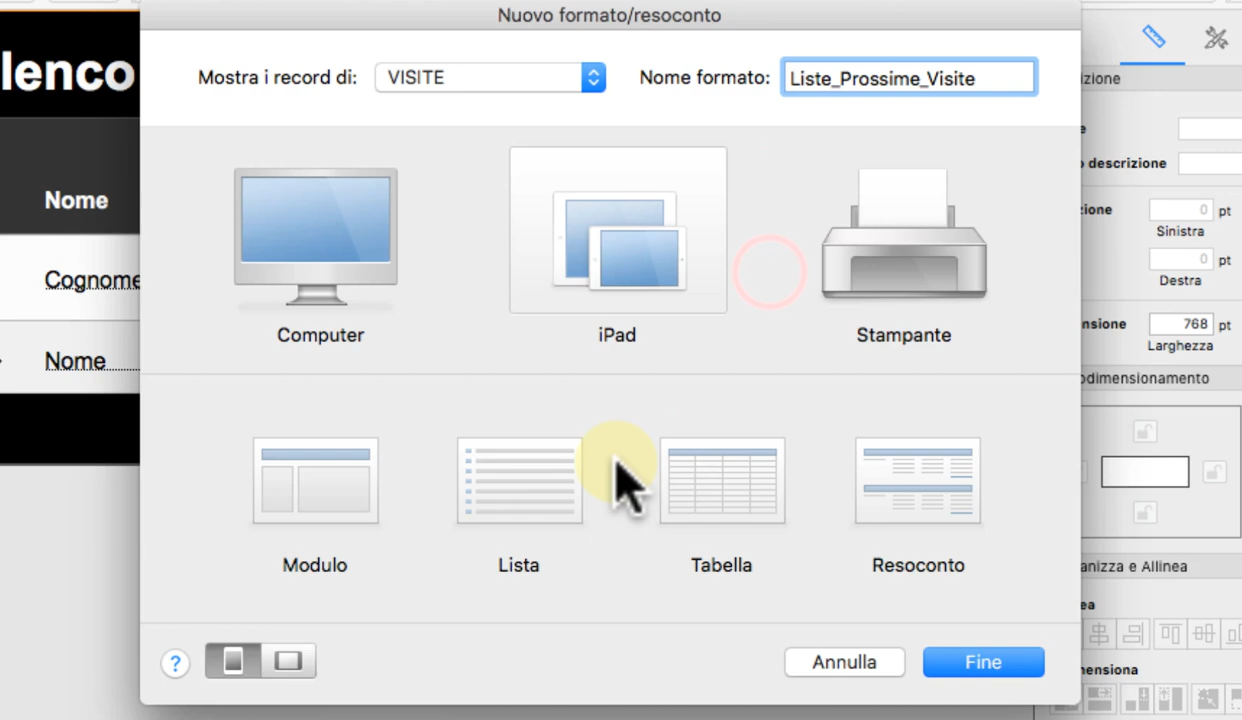 Nuovo formato/resoconto
Mostra i record di: VISITE Nome formato: Liste_Prossime_Visite
lenco
izione
descrizione
Nome
zione 0 pt
Sinistra
Cognome
0 pt
Destra
nsione 768 pt
Larghezza
Computer iPad Stampante
Nome
odimensionamento
Modulo Lista Tabella Resoconto
anizza e Allinea
ea
? Annulla Fine
mensiona